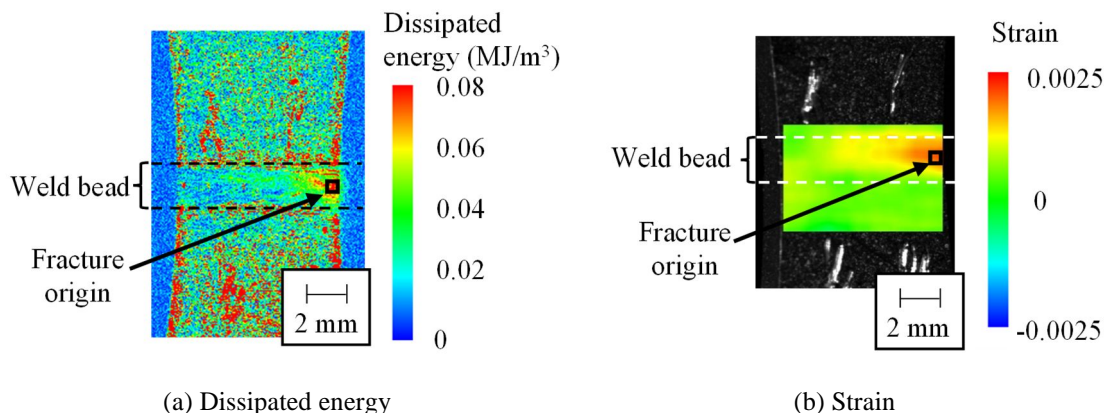 Dissipated
energy (MJ/m³)
0.08
0.06
0.04
0.02
0
Weld bead
Fracture
origin
2 mm
(a) Dissipated energy
Strain
0.0025
0
-0.0025
Weld bead
Fracture
origin
2 mm
(b) Strain